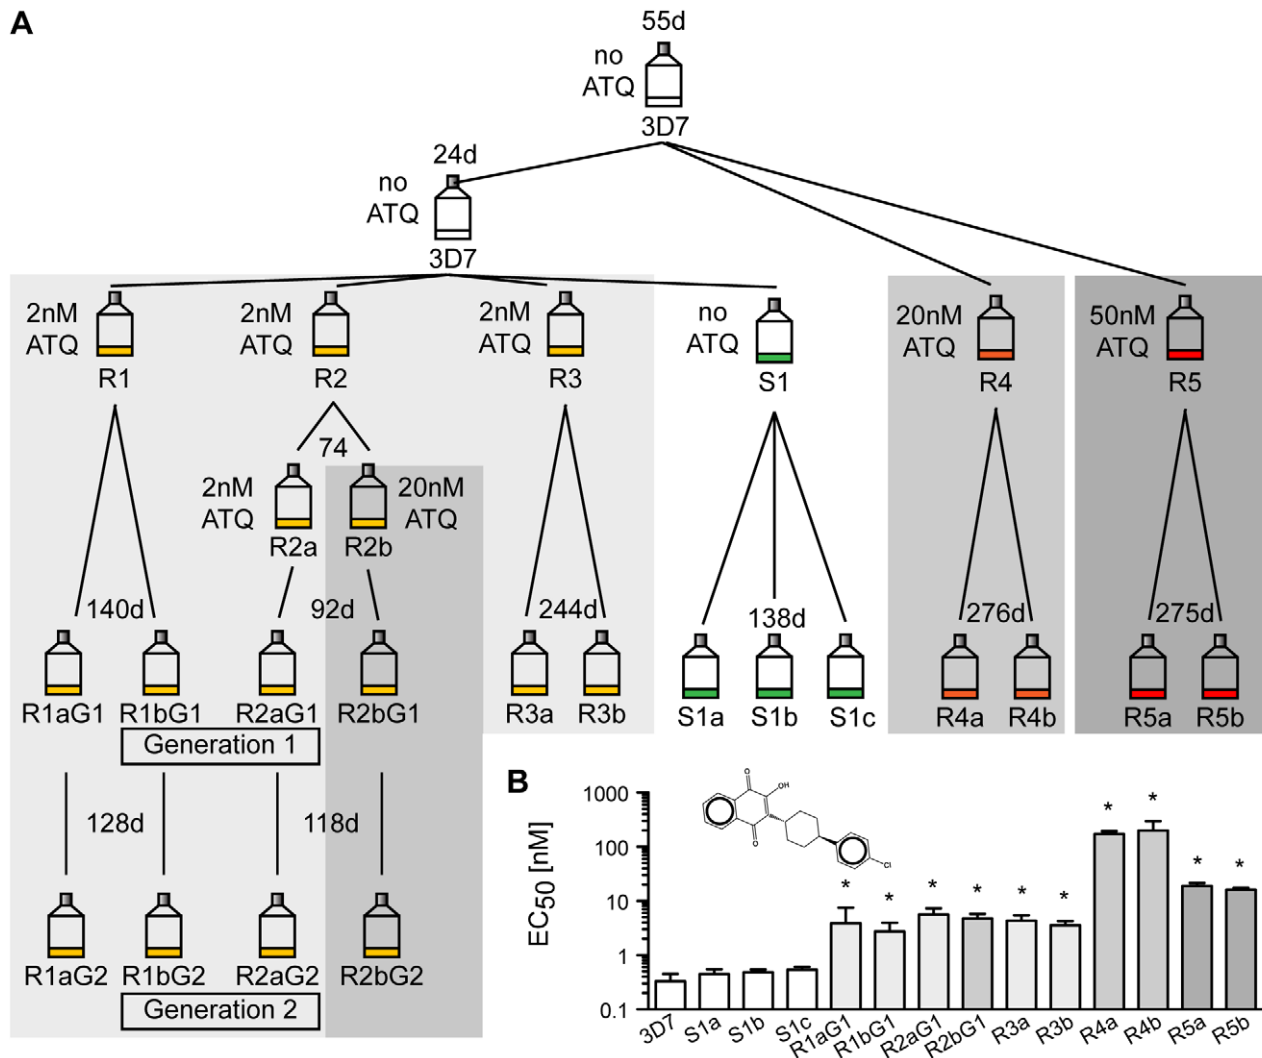 A
55d
no
ATQ
3D7
24d
no
ATQ
3D7
2nM
ATQ
R1
2nM
ATQ
R2
2nM
ATQ
R3
no
ATQ
S1
20nM
ATQ
R4
50nM
ATQ
R5
74
2nM
ATQ
R2a
20nM
ATQ
R2b
140d
92d
244d
138d
276d
275d
R1aG1 R1bG1 R2aG1 R2bG1 R3a R3b S1a S1b S1c R4a R4b R5a R5b
Generation 1
128d
118d
R1aG2 R1bG2 R2aG2 R2bG2
Generation 2
B
EC50 [nM]
1000
100
10
1
0.1
O
OH
O
Cl
* * * * * * * * * *
3D7 S1a S1b S1c R1aG1 R1bG1 R2aG1 R2bG1 R3a R3b R4a R4b R5a R5b